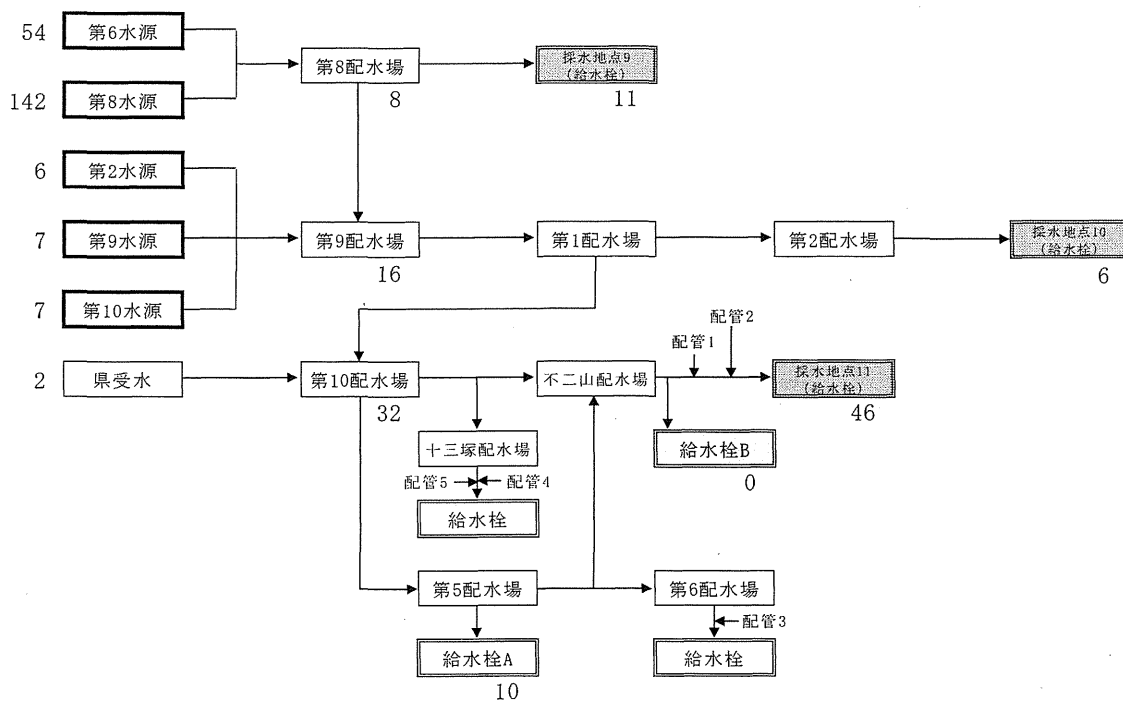 54
第6水源
142
第8水源
第8配水場
8
採水地点9
(給水栓)
11
6
第2水源
7
第9水源
7
第10水源
第9配水場
16
第1配水場
第2配水場
採水地点10
(給水栓)
6
2
県受水
第10配水場
32
不二山配水場
配管1
配管2
採水地点11
(給水栓)
46
十三塚配水場
配管5
配管4
給水栓
給水栓B
0
第5配水場
第6配水場
配管3
給水栓A
10
給水栓